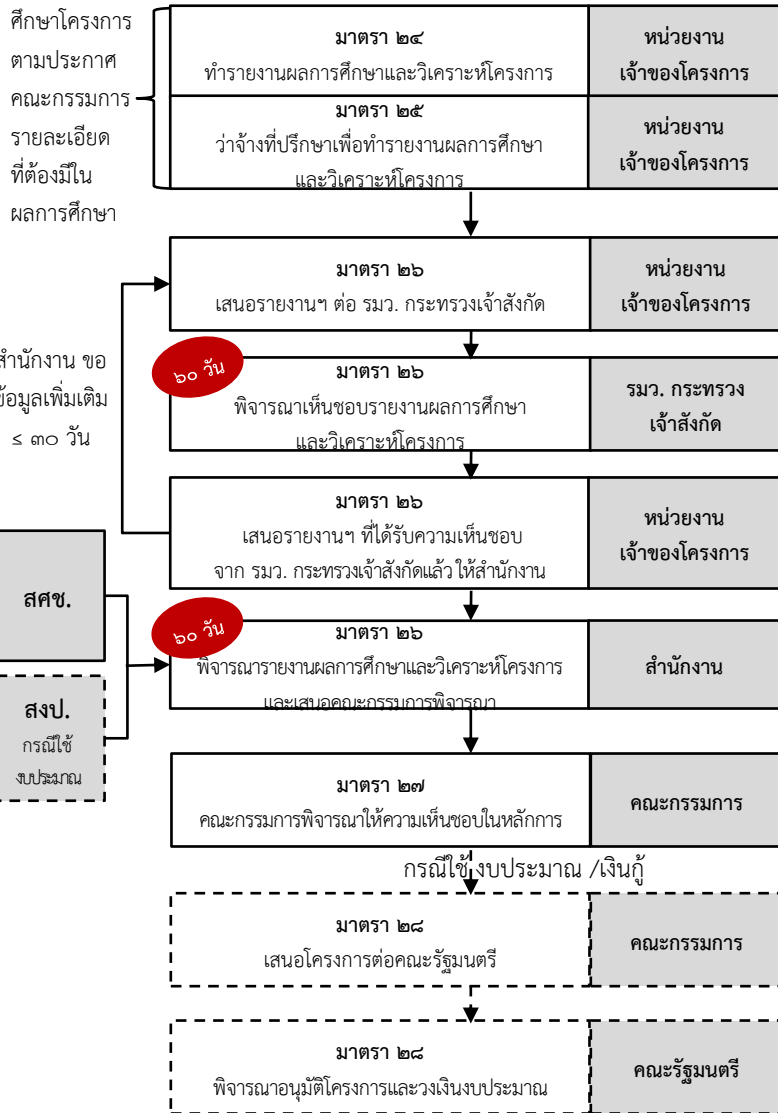 ศึกษาโครงการ
ตามประกาศ
คณะกรรมการ
รายละเอียด
ที่ต้องมีใน
ผลการศึกษา
มาตรา ๒๔
ทำรายงานผลการศึกษาและวิเคราะห์โครงการ
หน่วยงาน
เจ้าของโครงการ
มาตรา ๒๕
ว่าจ้างที่ปรึกษาเพื่อทำรายงานผลการศึกษา
และวิเคราะห์โครงการ
หน่วยงาน
เจ้าของโครงการ
มาตรา ๒๖
เสนอรายงานฯ ต่อ รมว. กระทรวงเจ้าสังกัด
หน่วยงาน
เจ้าของโครงการ
สำนักงาน ขอ
ข้อมูลเพิ่มเติม
≤ ๓๐ วัน
๖๐ วัน
มาตรา ๒๖
พิจารณาเห็นชอบรายงานผลการศึกษา
และวิเคราะห์โครงการ
รมว. กระทรวง
เจ้าสังกัด
มาตรา ๒๖
เสนอรายงานฯ ที่ได้รับความเห็นชอบ
จาก รมว. กระทรวงเจ้าสังกัดแล้ว ให้สำนักงาน
หน่วยงาน
เจ้าของโครงการ
สศช.
๖๐ วัน
มาตรา ๒๖
พิจารณารายงานผลการศึกษาและวิเคราะห์โครงการ
และเสนอคณะกรรมการพิจารณา
สำนักงาน
สงป.
กรณีใช้
งบประมาณ
มาตรา ๒๗
คณะกรรมการพิจารณาให้ความเห็นชอบในหลักการ
คณะกรรมการ
กรณีใช้ งบประมาณ /เงินกู้
มาตรา ๒๘
เสนอโครงการต่อคณะรัฐมนตรี
คณะกรรมการ
มาตรา ๒๘
พิจารณาอนุมัติโครงการและวงเงินงบประมาณ
คณะรัฐมนตรี